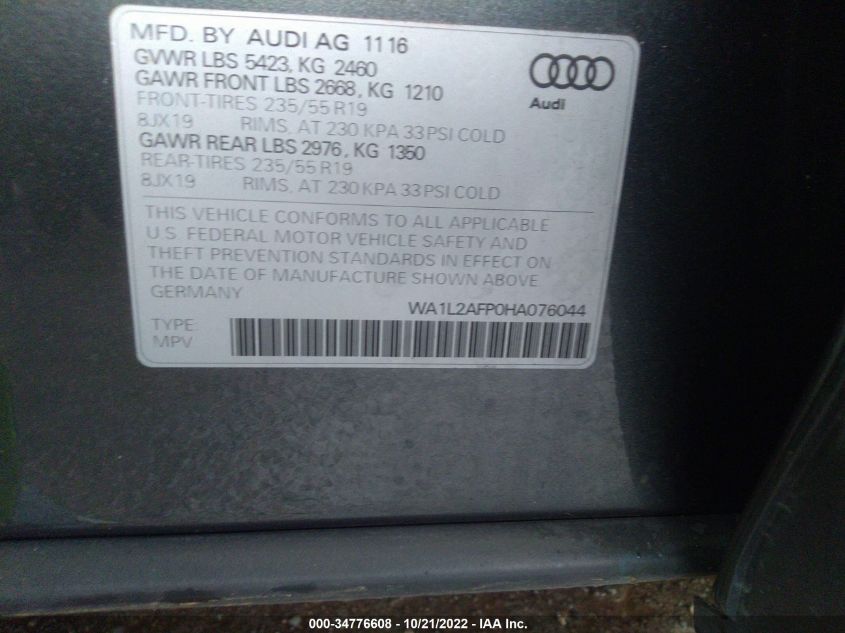 MFD. BY AUDI AG 11 16
GVWR LBS 5423, KG 2460
GAWR FRONT LBS 2668, KG 1210
FRONT-TIRES 235/55 R19
8JX19 RIMS, AT 230 KPA 33 PSI COLD
GAWR REAR LBS 2976, KG 1350
REAR-TIRES 235/55 R19
8JX19 RIMS, AT 230 KPA 33 PSI COLD
Audi
THIS VEHICLE CONFORMS TO ALL APPLICABLE
U.S. FEDERAL MOTOR VEHICLE SAFETY AND
THEFT PREVENTION STANDARDS IN EFFECT ON
THE DATE OF MANUFACTURE SHOWN ABOVE
GERMANY
WA1L2AFP0HA076044
TYPE:
MPV
000-34776608 - 10/21/2022 - IAA Inc.